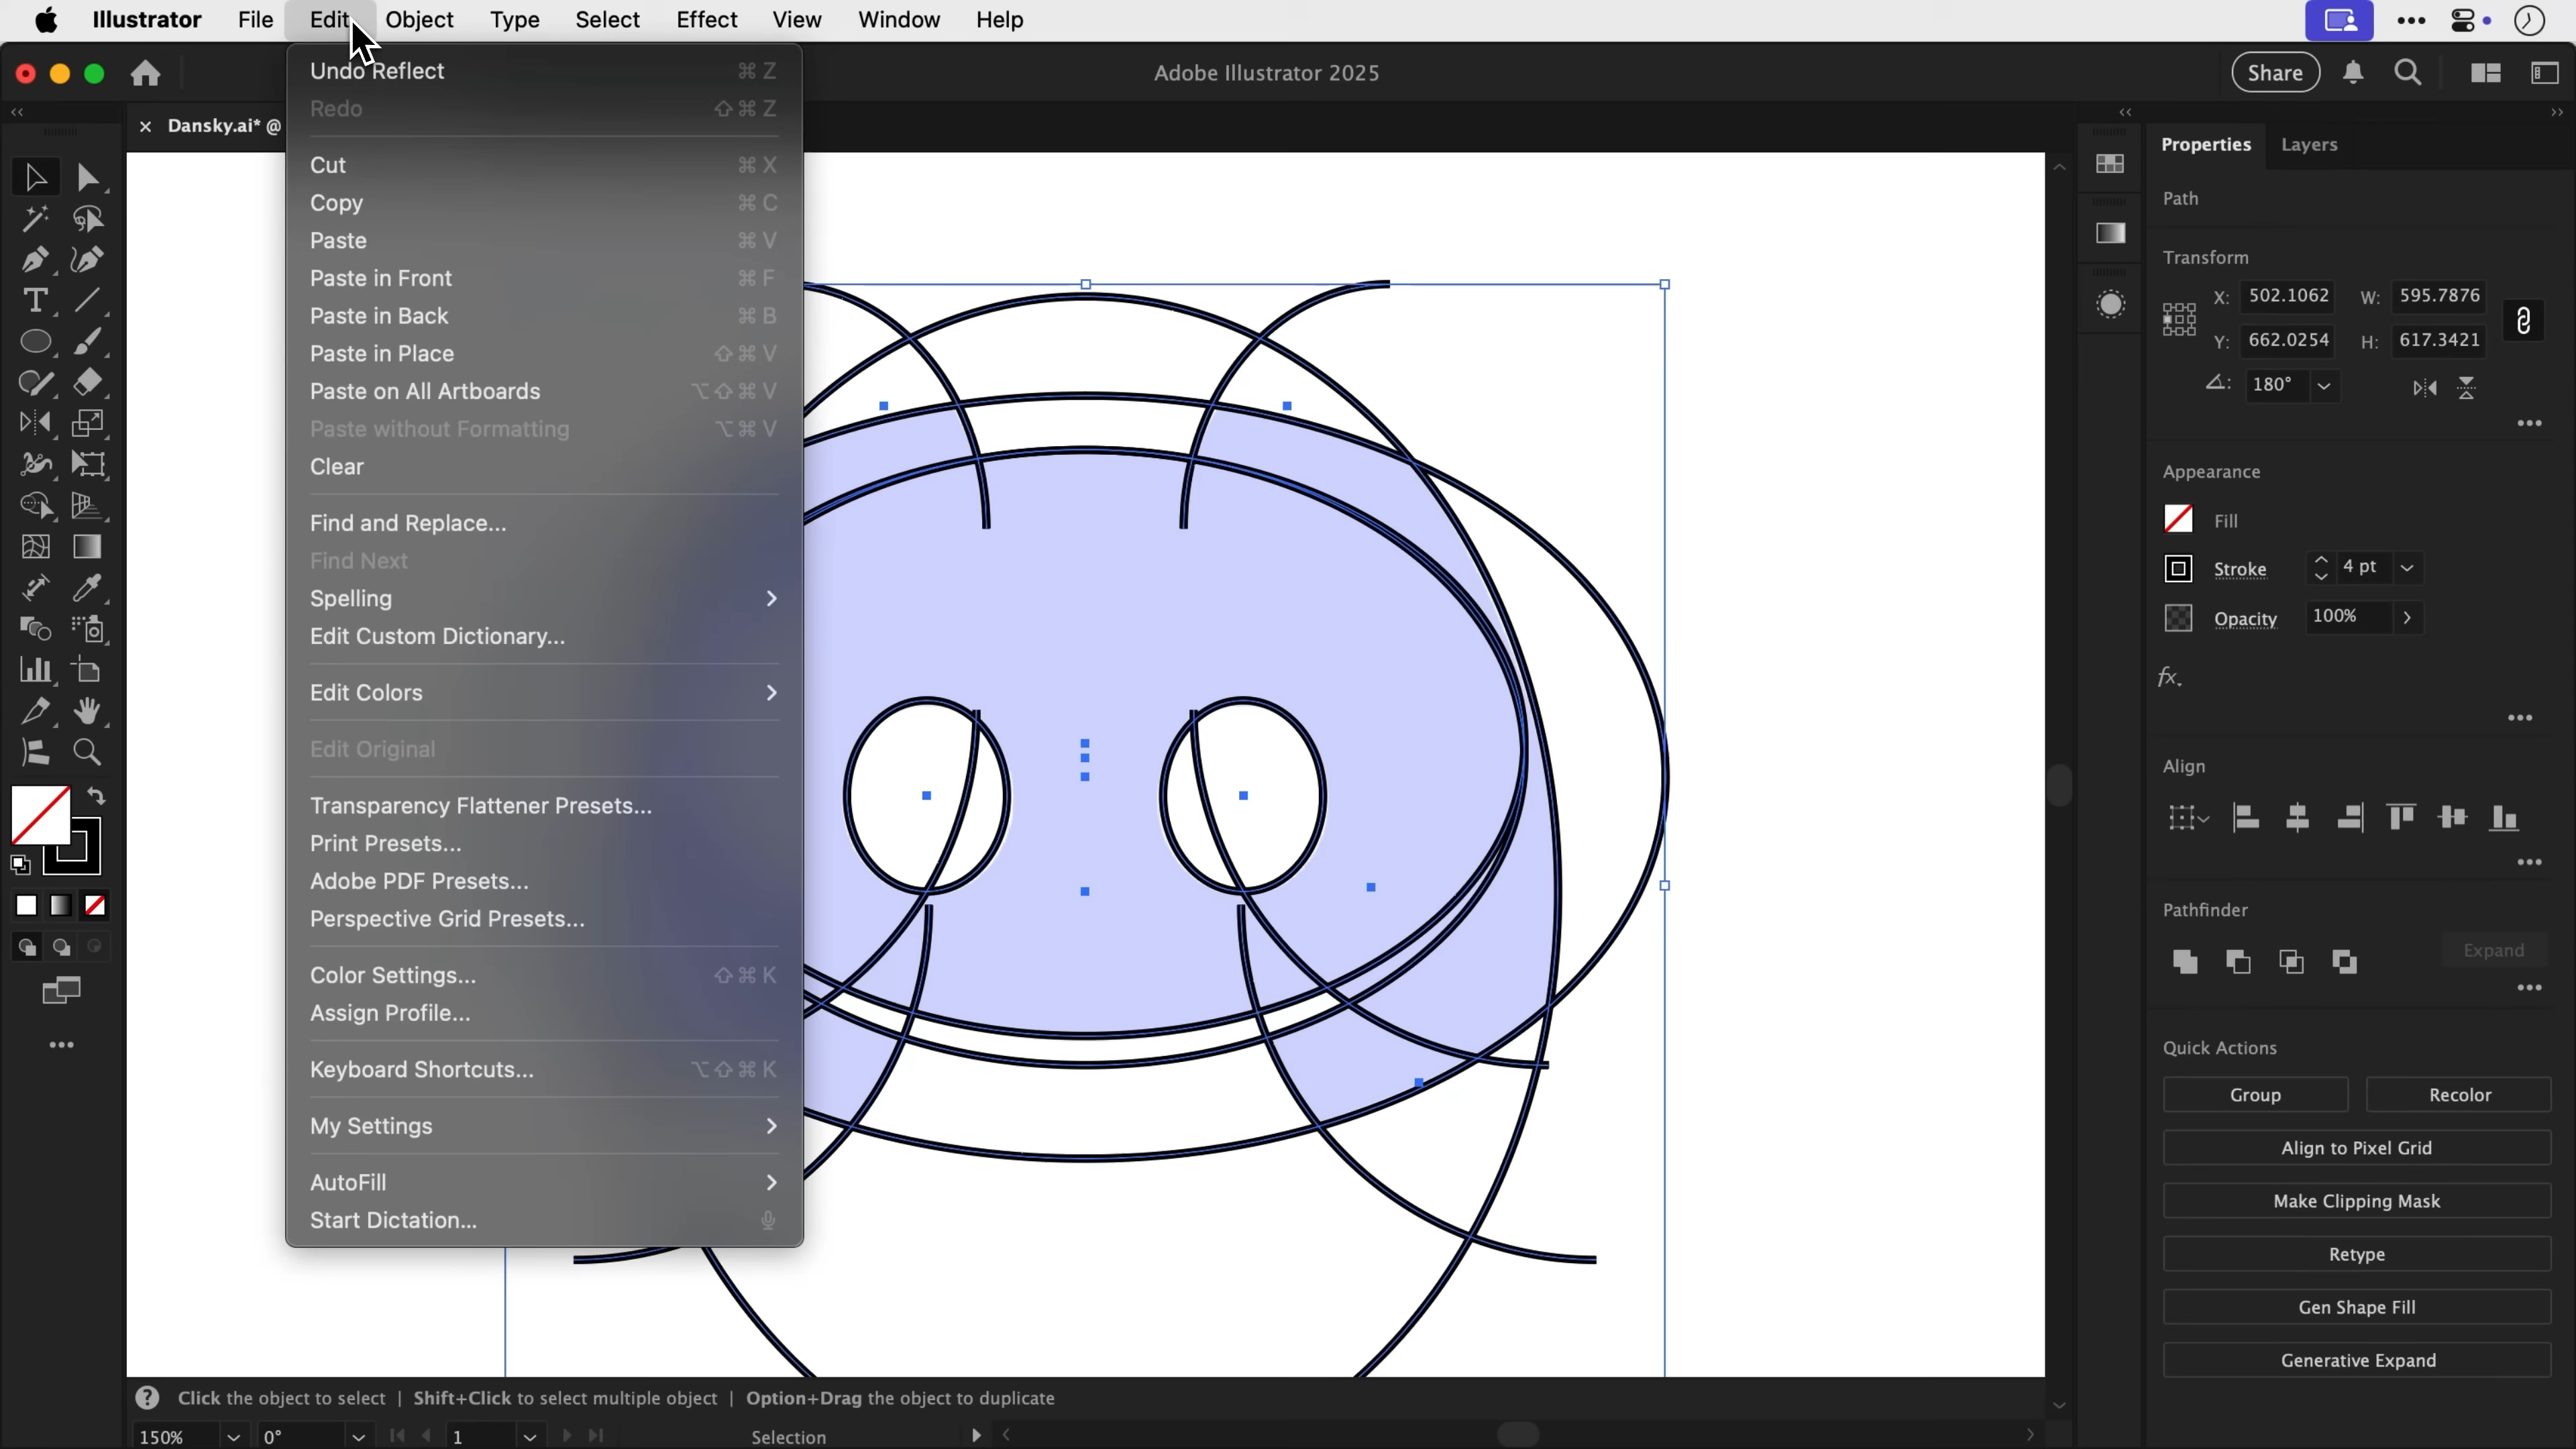 Illustrator File Edit Object Type Select Effect View Window Help
Adobe Illustrator 2025
Share
Dansky.ai* @
Undo Reflect ⌘ Z
Redo ⇧ ⌘ Z
Cut ⌘ X
Copy ⌘ C
Paste ⌘ V
Paste in Front ⌘ F
Paste in Back ⌘ B
Paste in Place ⇧ ⌘ V
Paste on All Artboards ⌥ ⇧ ⌘ V
Paste without Formatting ⌥ ⌘ V
Clear
Find and Replace...
Find Next
Spelling
Edit Custom Dictionary...
Edit Colors
Edit Original
Transparency Flattener Presets...
Print Presets...
Adobe PDF Presets...
Perspective Grid Presets...
Color Settings... ⇧ ⌘ K
Assign Profile...
Keyboard Shortcuts... ⌥ ⇧ ⌘ K
My Settings
AutoFill
Start Dictation...
Properties Layers
Path
Transform
X: 502.1062 W: 595.7876
Y: 662.0254 H: 617.3421
180°
Appearance
Fill
Stroke 4 pt
Opacity 100%
fx.
Align
Pathfinder
Expand
Quick Actions
Group Recolor
Align to Pixel Grid
Make Clipping Mask
Retype
Gen Shape Fill
Generative Expand
Click the object to select | Shift+Click to select multiple object | Option+Drag the object to duplicate
150% 0° 1 Selection